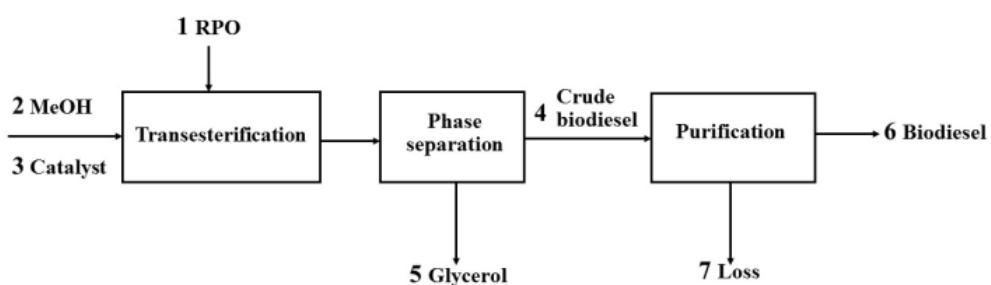 1 RPO
2 MeOH
3 Catalyst
Transesterification
Phase
separation
4 Crude
biodiesel
Purification
6 Biodiesel
5 Glycerol
7 Loss